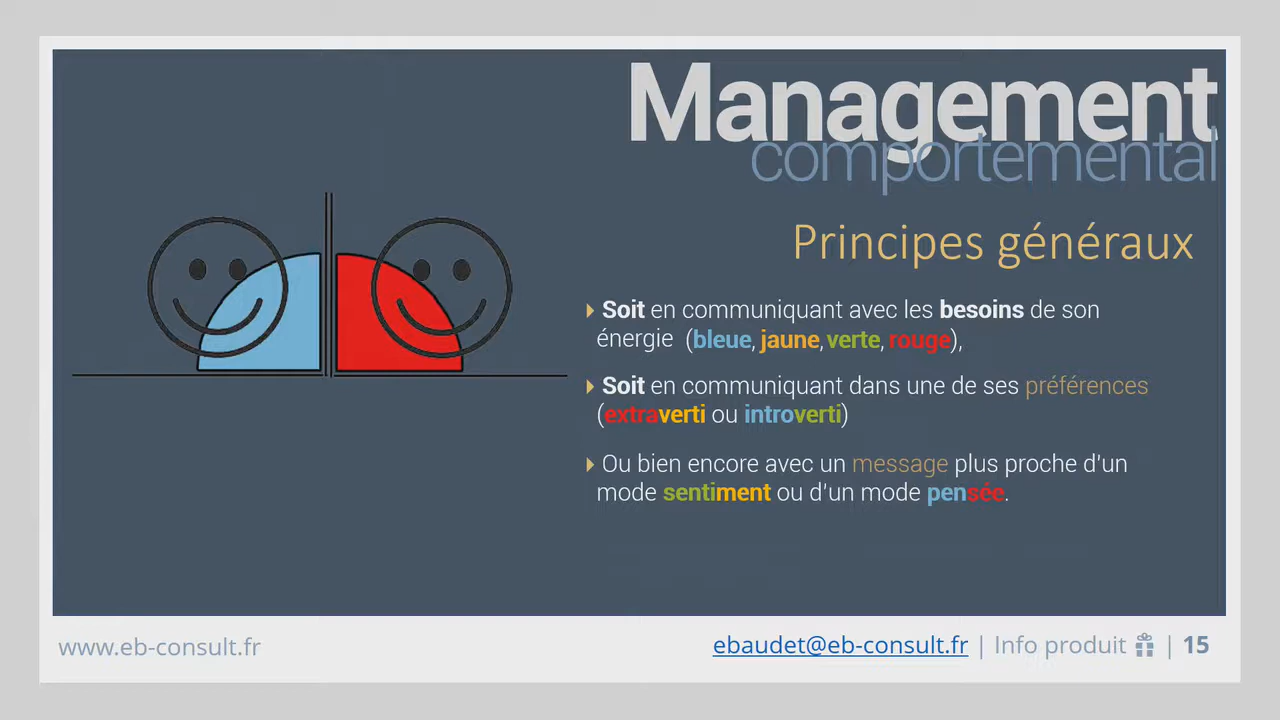 Management
comportemental
Principes généraux
Soit en communiquant avec les besoins de son
énergie (bleue, jaune, verte, rouge),
Soit en communiquant dans une de ses préférences
(extraverti ou introverti)
Ou bien encore avec un message plus proche d'un
mode sentiment ou d'un mode pensée.
www.eb-consult.fr
ebaudet@eb-consult.fr | Info produit | 15